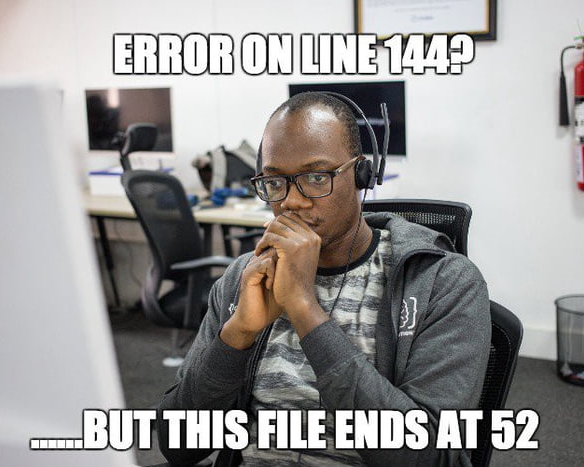 ERROR ON LINE 144?
......BUT THIS FILE ENDS AT 52